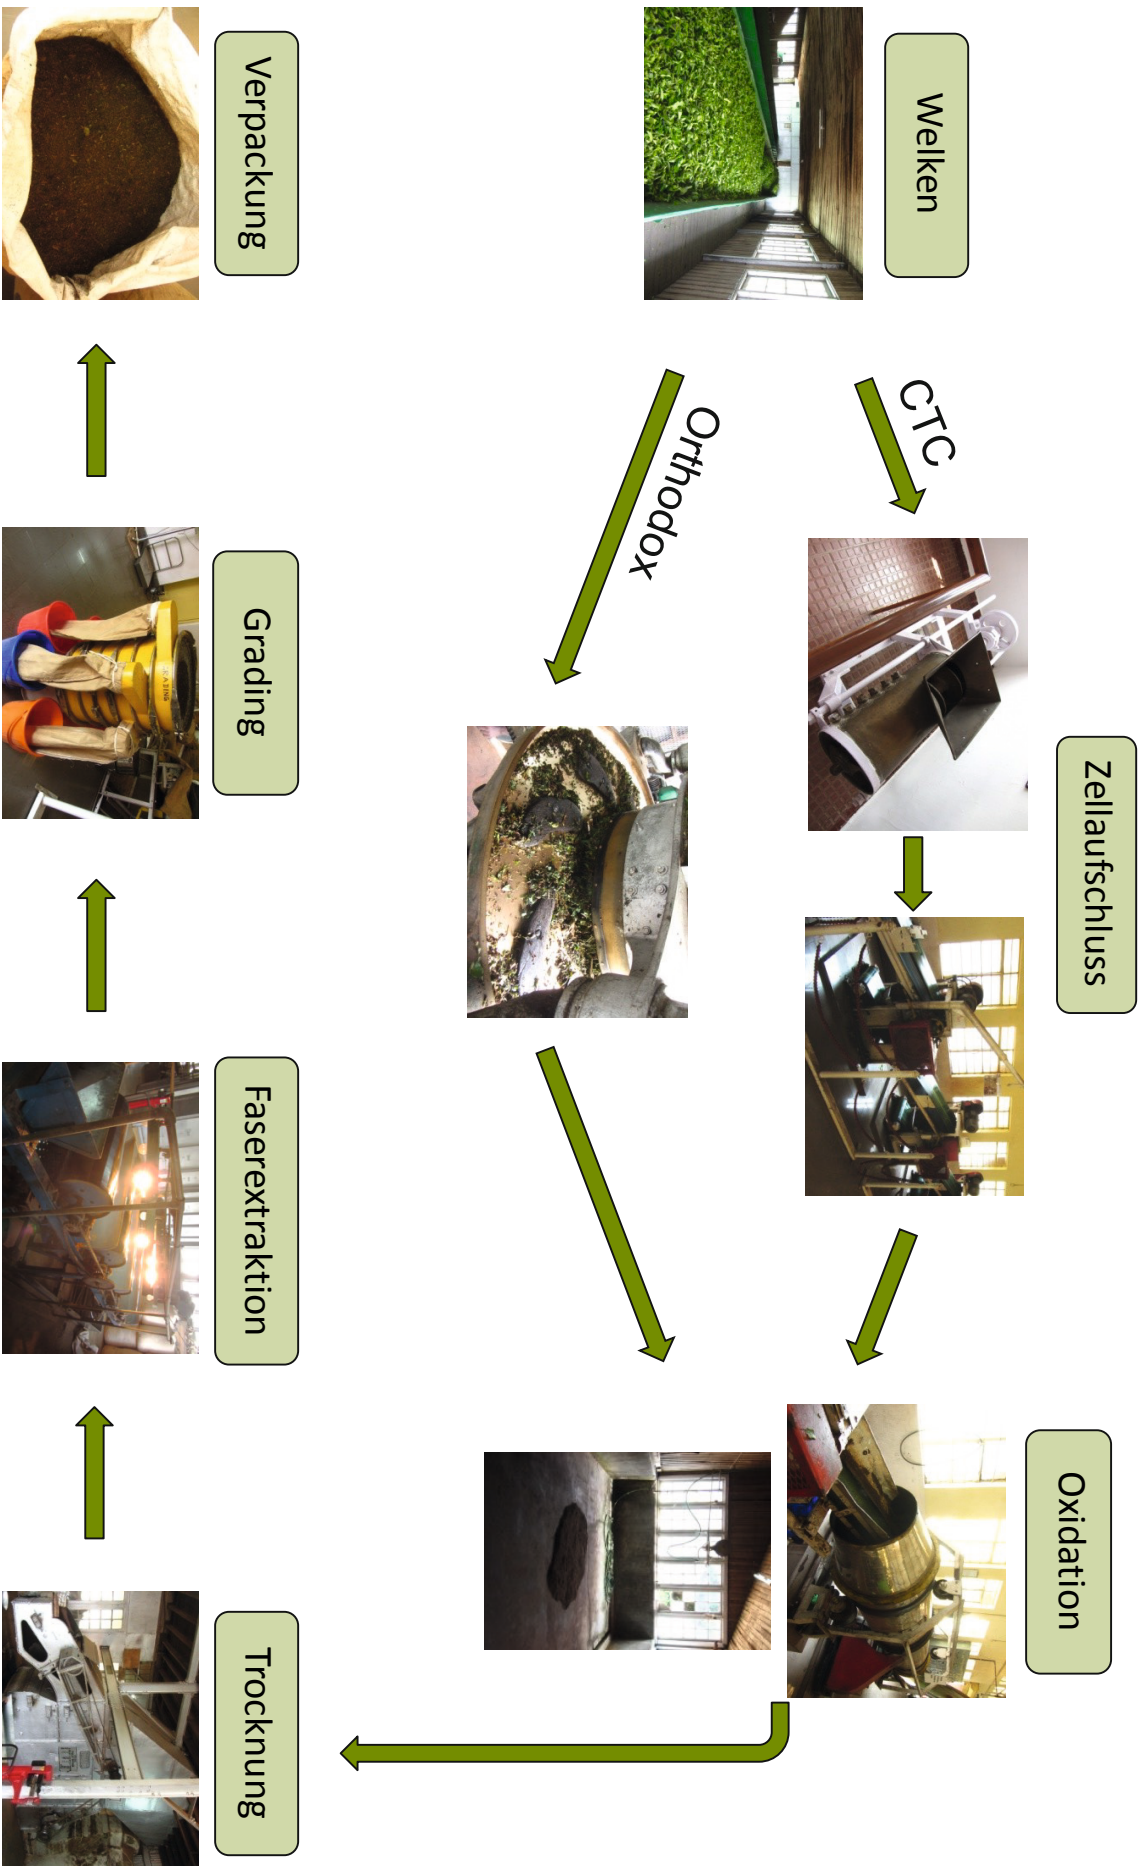 Welken
CTC
Orthodox
Zellaufschluss
Oxidation
Trocknung
Faserextraktion
Grading
Verpackung